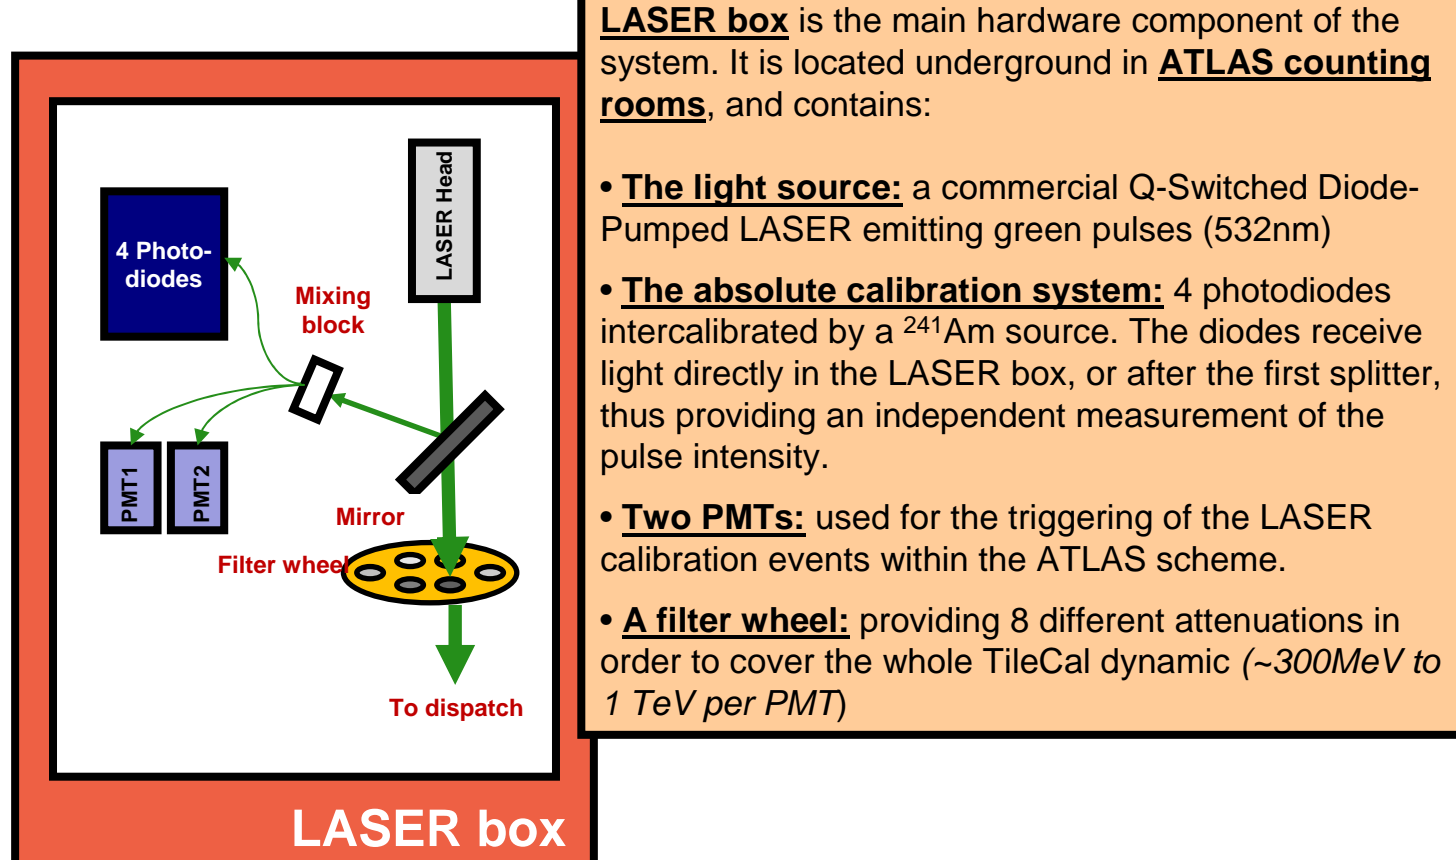 LASER box is the main hardware component of the
system. It is located underground in ATLAS counting
rooms, and contains:
• The light source: a commercial Q-Switched Diode-
Pumped LASER emitting green pulses (532nm)
• The absolute calibration system: 4 photodiodes
intercalibrated by a ²⁴¹Am source. The diodes receive
light directly in the LASER box, or after the first splitter,
thus providing an independent measurement of the
pulse intensity.
• Two PMTs: used for the triggering of the LASER
calibration events within the ATLAS scheme.
• A filter wheel: providing 8 different attenuations in
order to cover the whole TileCal dynamic (~300MeV to
1 TeV per PMT)
LASER Head
4 Photo-
diodes
Mixing
block
PMT1
PMT2
Mirror
Filter wheel
To dispatch
LASER box